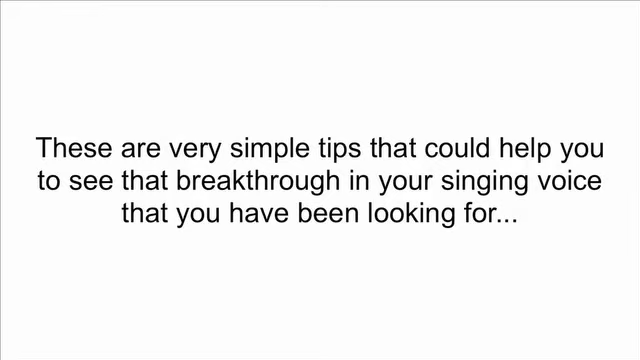 These are very simple tips that could help you
to see that breakthrough in your singing voice
that you have been looking for...